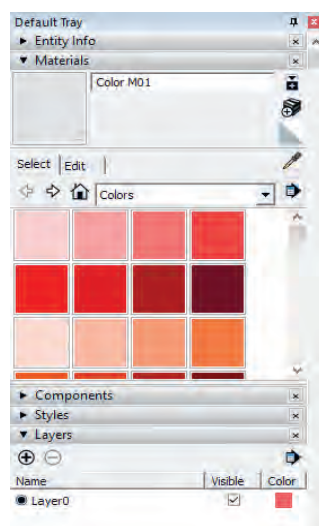 Default Tray
Entity Info
Materials
Color M01
Select Edit
Colors
Components
Styles
Layers
Name Visible Color
Layer0